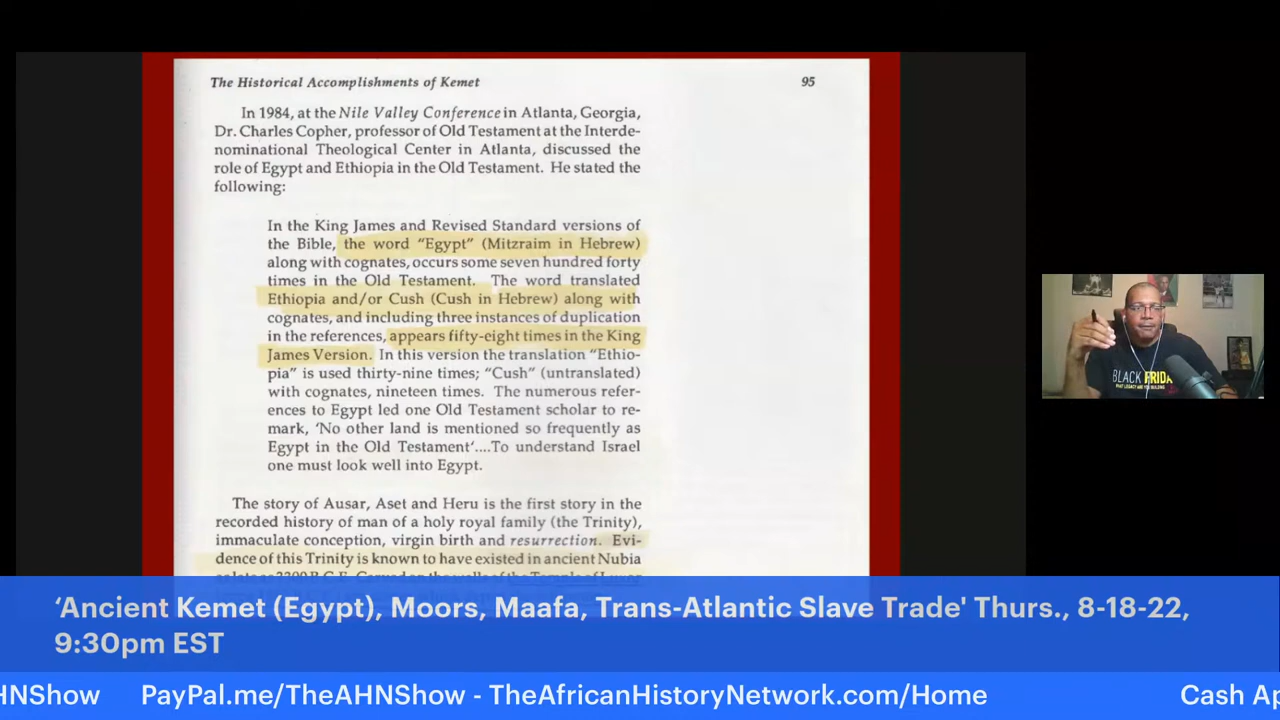 The Historical Accomplishments of Kemet 95
In 1984, at the Nile Valley Conference in Atlanta, Georgia,
Dr. Charles Copher, professor of Old Testament at the Interde-
nominational Theological Center in Atlanta, discussed the
role of Egypt and Ethiopia in the Old Testament. He stated the
following:
In the King James and Revised Standard versions of
the Bible, the word "Egypt" (Mitzraim in Hebrew)
along with cognates, occurs some seven hundred forty
times in the Old Testament. The word translated
Ethiopia and/or Cush (Cush in Hebrew) along with
cognates, and including three instances of duplication
in the references, appears fifty-eight times in the King
James Version. In this version the translation "Ethio-
pia" is used thirty-nine times; "Cush" (untranslated)
with cognates, nineteen times. The numerous refer-
ences to Egypt led one Old Testament scholar to re-
mark, 'No other land is mentioned so frequently as
Egypt in the Old Testament'....To understand Israel
one must look well into Egypt.
The story of Ausar, Aset and Heru is the first story in the
recorded history of man of a holy royal family (the Trinity),
immaculate conception, virgin birth and resurrection. Evi-
dence of this Trinity is known to have existed in ancient Nubia
BLACK FRIDA
‘Ancient Kemet (Egypt), Moors, Maafa, Trans-Atlantic Slave Trade' Thurs., 8-18-22,
9:30pm EST
HNShow PayPal.me/TheAHNShow - TheAfricanHistoryNetwork.com/Home Cash Ap